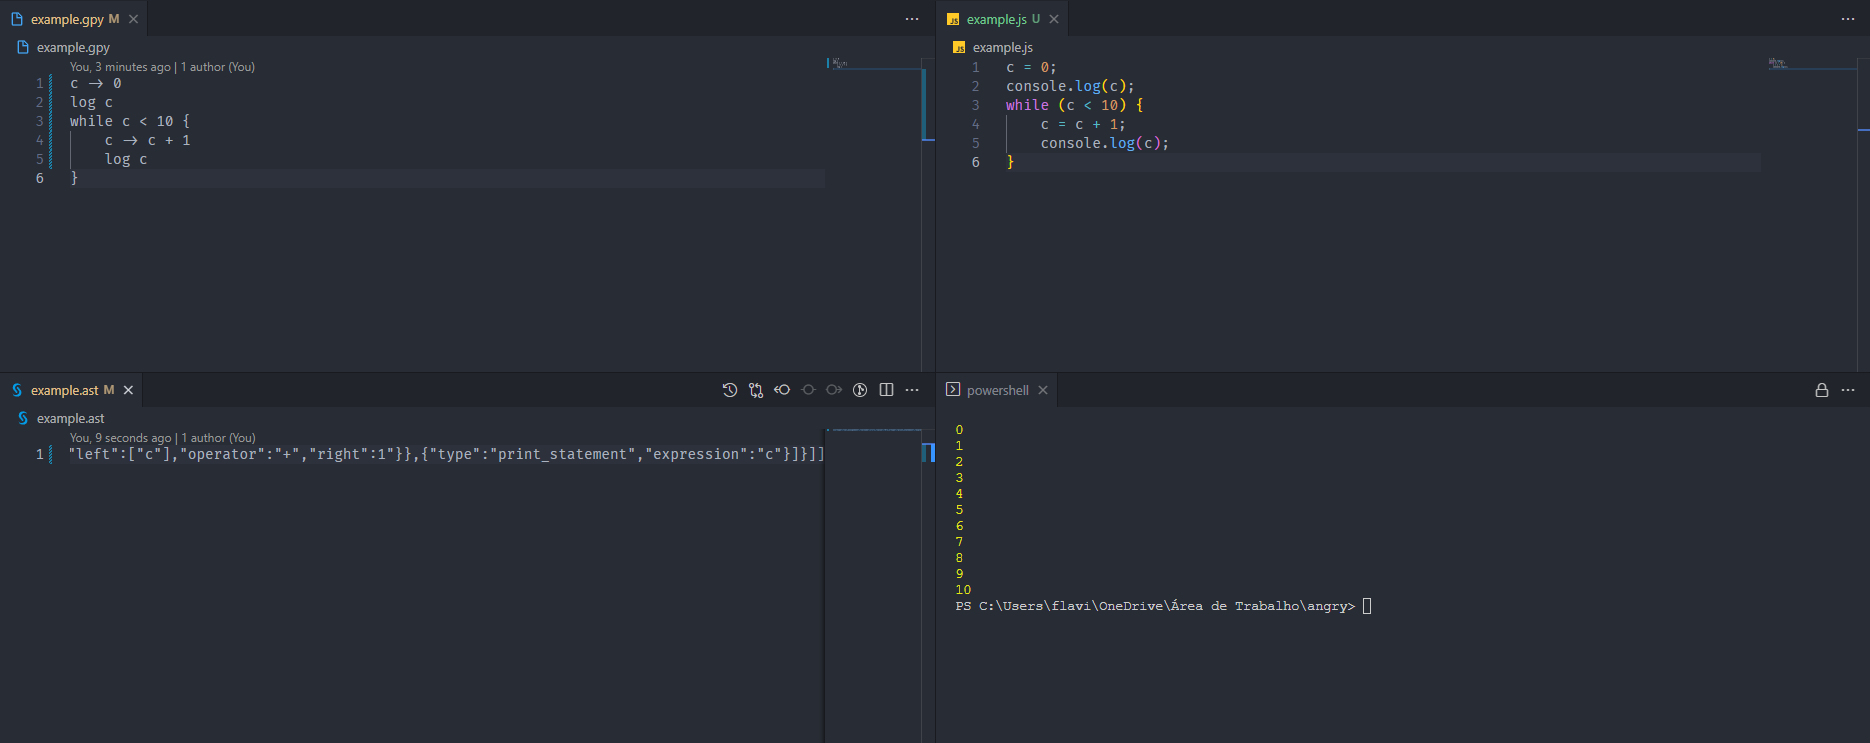 example.gpy M
example.gpy
You, 3 minutes ago | 1 author (You)
1 c -> 0
2 log c
3 while c < 10 {
4 c -> c + 1
5 log c
6 }
example.js U
example.js
1 c = 0;
2 console.log(c);
3 while (c < 10) {
4 c = c + 1;
5 console.log(c);
6 }
example.ast M
example.ast
You, 9 seconds ago | 1 author (You)
1 "left":["c"],"operator":"+","right":1"}},{"type":"print_statement","expression":"c"}]}]]
powershell
0
1
2
3
4
5
6
7
8
9
10
PS C:\Users\flavi\OneDrive\Área de Trabalho\angry>